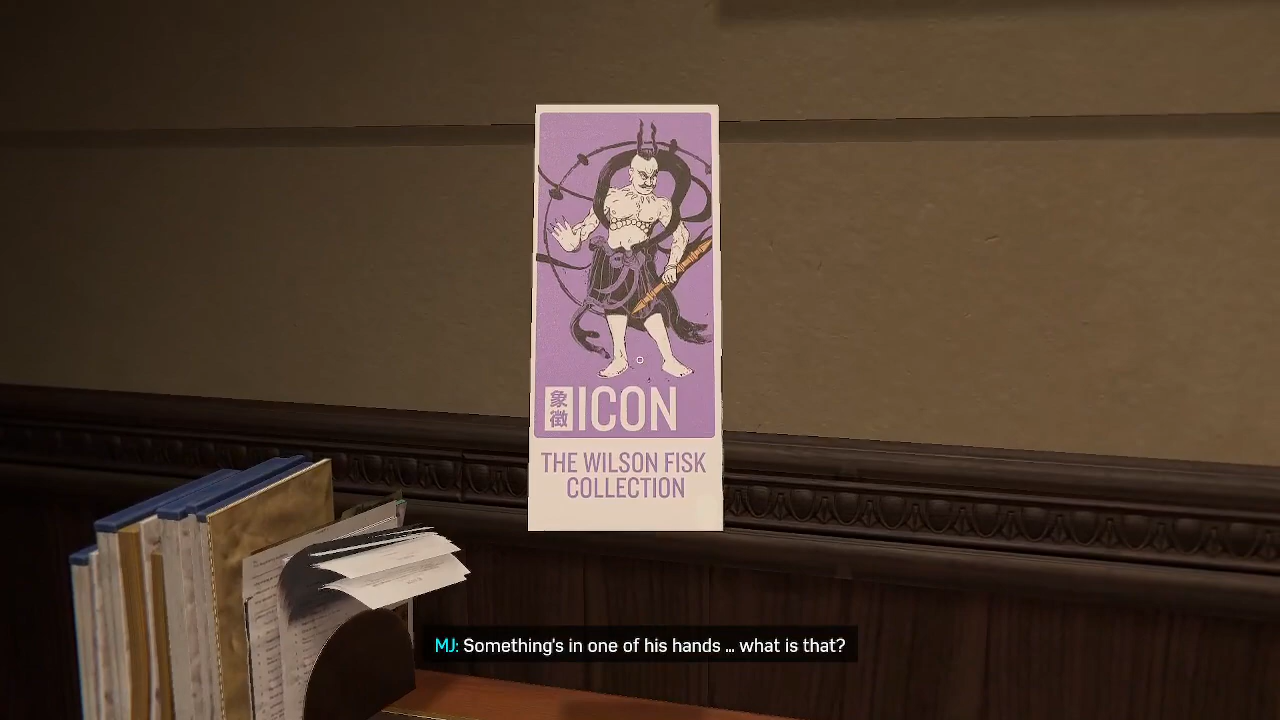 象徵
ICON
THE WILSON FISK
COLLECTION
MJ: Something's in one of his hands ... what is that?